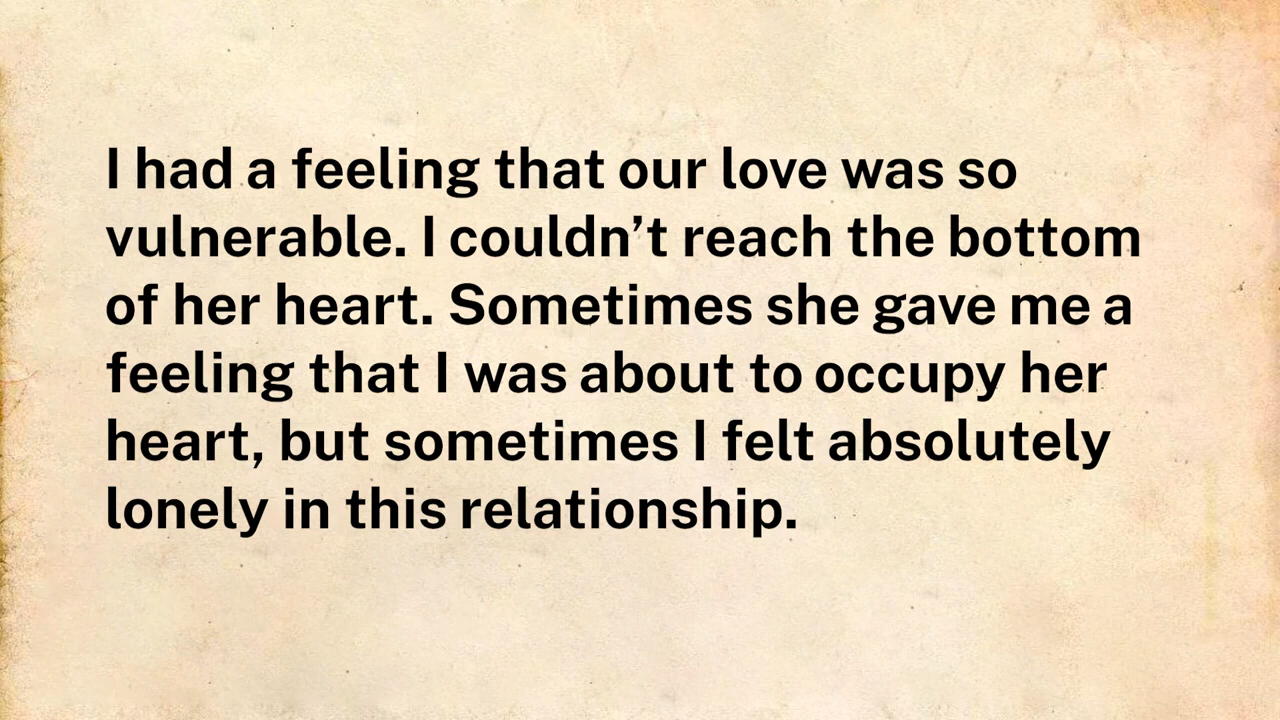 I had a feeling that our love was so
vulnerable. I couldn’t reach the bottom
of her heart. Sometimes she gave me a
feeling that I was about to occupy her
heart, but sometimes I felt absolutely
lonely in this relationship.